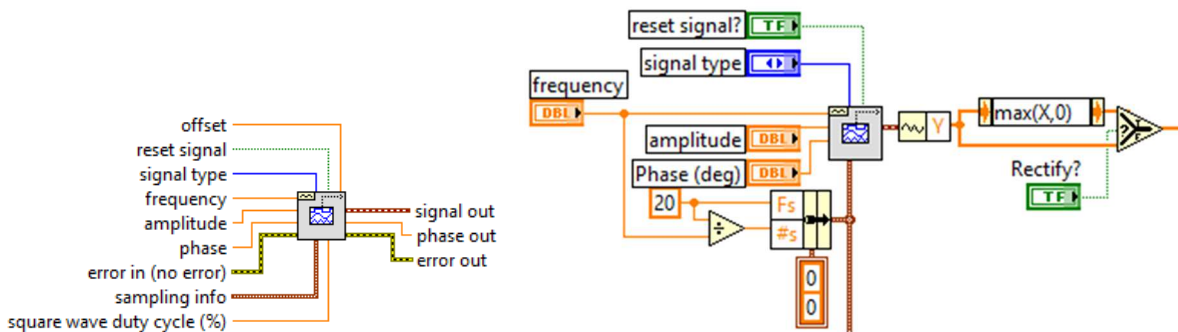 offset
reset signal
signal type
frequency
amplitude
phase
error in (no error)
sampling info
square wave duty cycle (%)
signal out
phase out
error out
reset signal?
TF
signal type
frequency
DBL
amplitude
DBL
Phase (deg)
DBL
20
Fs
#s
÷
0
0
Y
max(X,0)
?
T
F
Rectify?
TF